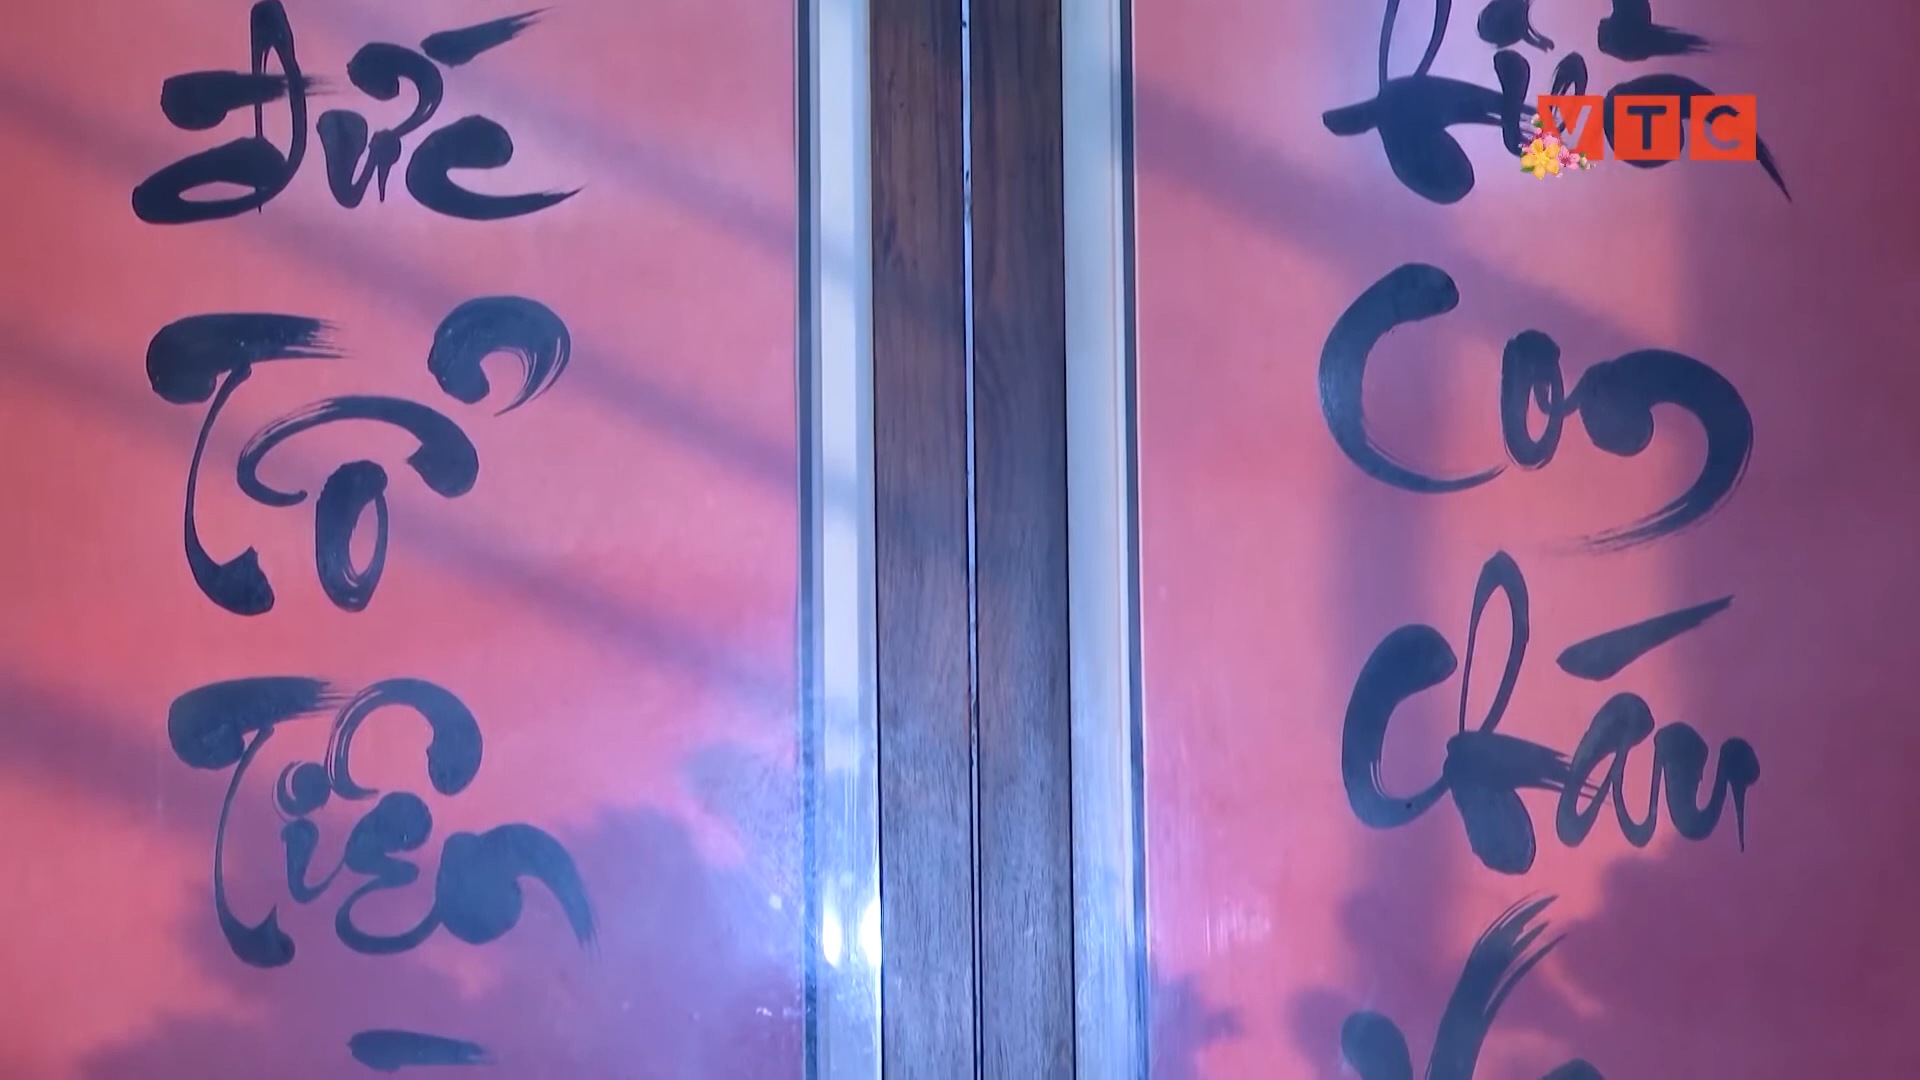 Đức
Tổ
Tiên
VTC
Con
Cháu